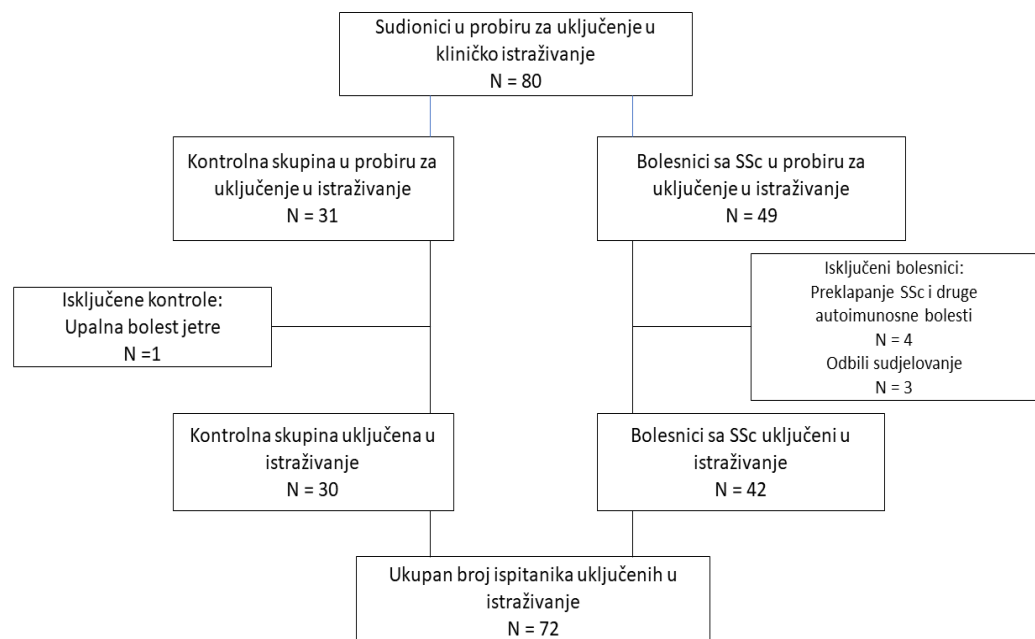 Sudionici u probiru za uključenje u
kliničko istraživanje
N = 80
Kontrolna skupina u probiru za
uključenje u istraživanje
N = 31
Bolesnici sa SSc u probiru za
uključenje u istraživanje
N = 49
Isključene kontrole:
Upalna bolest jetre
N =1
Isključeni bolesnici:
Preklapanje SSc i druge
autoimunosne bolesti
N = 4
Odbili sudjelovanje
N = 3
Kontrolna skupina uključena u
istraživanje
N = 30
Bolesnici sa SSc uključeni u
istraživanje
N = 42
Ukupan broj ispitanika uključenih u
istraživanje
N = 72